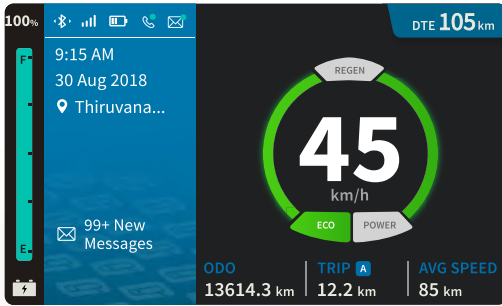 100%
F
E
9:15 AM
30 Aug 2018
Thiruvana...
99+ New
Messages
DTE 105 km
REGEN
45
km/h
ECO
POWER
ODO
13614.3 km
TRIP A
12.2 km
AVG SPEED
85 km